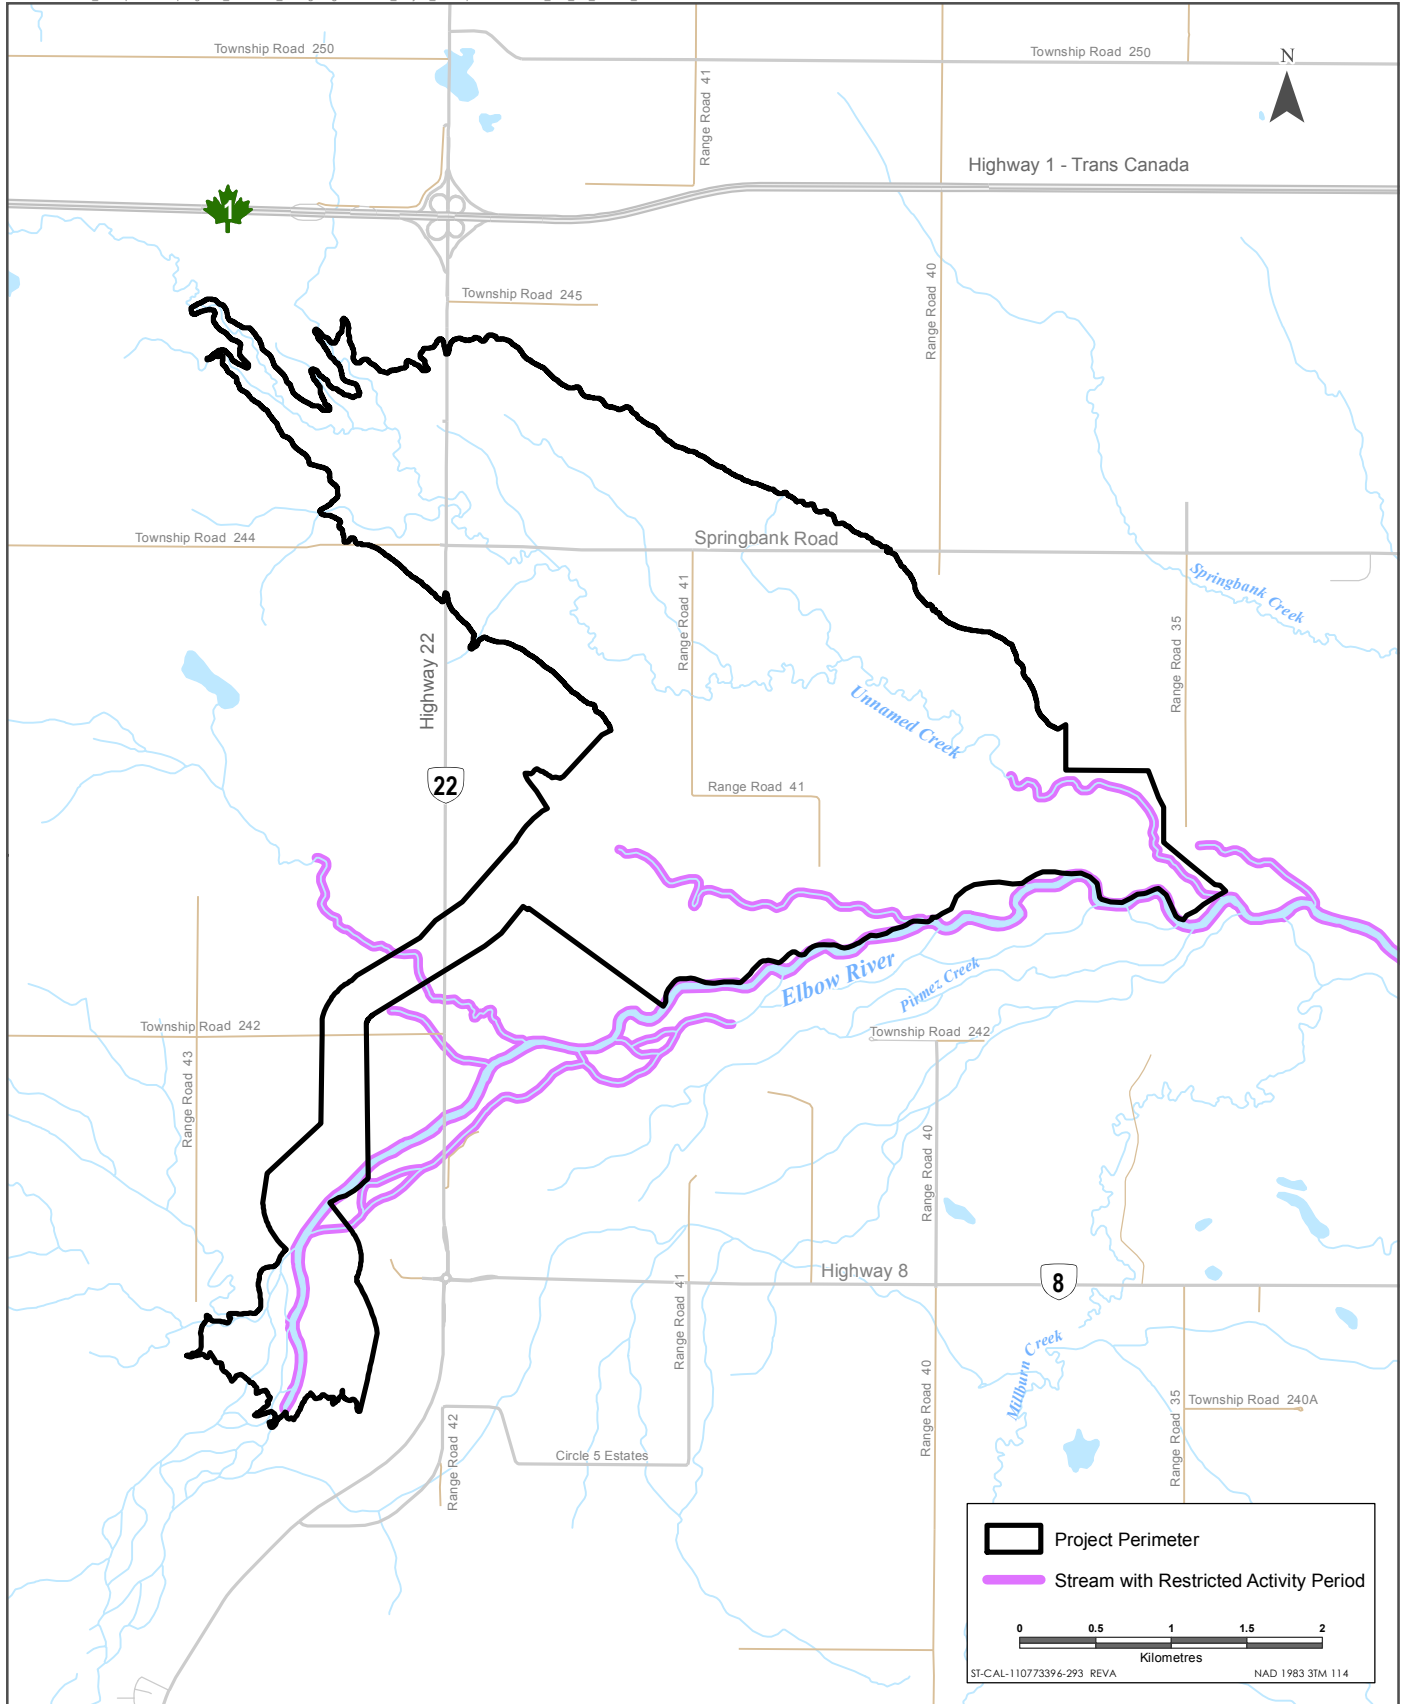 Township Road 250
Township Road 250
N
Range Road 41
Highway 1 - Trans Canada
1
Range Road 40
Township Road 245
Township Road 244
Springbank Road
Springbank Creek
Range Road 41
Range Road 35
Highway 22
Unnamed Creek
22
Range Road 41
Elbow River
Pirmez Creek
Township Road 242
Township Road 242
Range Road 43
Range Road 40
Highway 8
8
Range Road 41
Millburn Creek
Range Road 40
Range Road 35
Township Road 240A
Range Road 42
Circle 5 Estates
Project Perimeter
Stream with Restricted Activity Period
0 0.5 1 1.5 2
Kilometres
ST-CAL-110773396-293 REVA NAD 1983 3TM 114